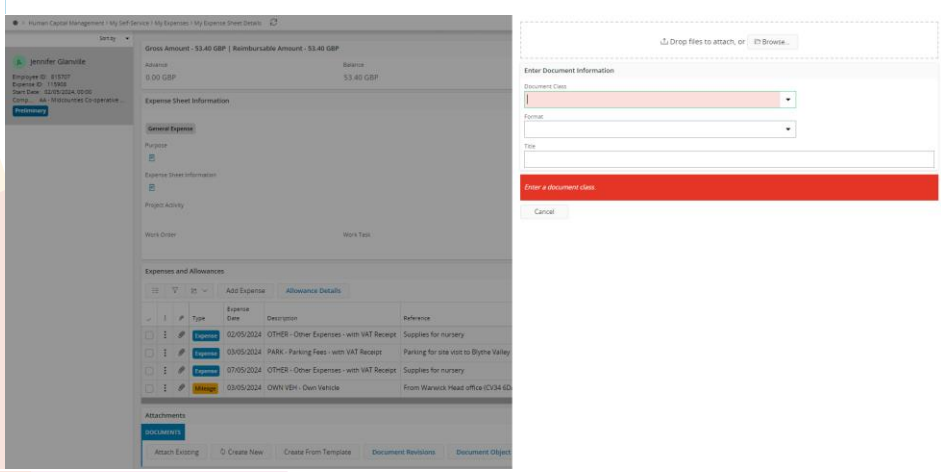 Human Capital Management / My Self-Service / My Expenses / My Expense Sheet Details
Sort by
Jennifer Glanville
Employee ID: 815707
Expense ID: 115906
Start Date: 02/05/2024, 00:00
Comp... 64 - Midcounties Co-operative ...
Preliminary
Gross Amount - 53.40 GBP | Reimbursable Amount - 53.40 GBP
Advance Balance
0.00 GBP 53.40 GBP
Expense Sheet Information
General Expense
Purpose
Expense Sheet Information
Project Activity
Work Order Work Task
Expenses and Allowances
Add Expense Allowance Details
Type Expense Date Description Reference
Expense 02/05/2024 OTHER - Other Expenses - with VAT Receipt Supplies for nursery
Expense 03/05/2024 PARK - Parking Fees - with VAT Receipt Parking for site visit to Blythe Valley
Expense 07/05/2024 OTHER - Other Expenses - with VAT Receipt Supplies for nursery
Mileage 03/05/2024 OWN VEH - Own Vehicle From Warwick Head office (CV34 6D
Attachments
DOCUMENTS
Attach Existing Create New Create From Template Document Revisions Document Object
Drop files to attach, or Browse...
Enter Document Information
Document Class
Format
Title
Enter a document class.
Cancel